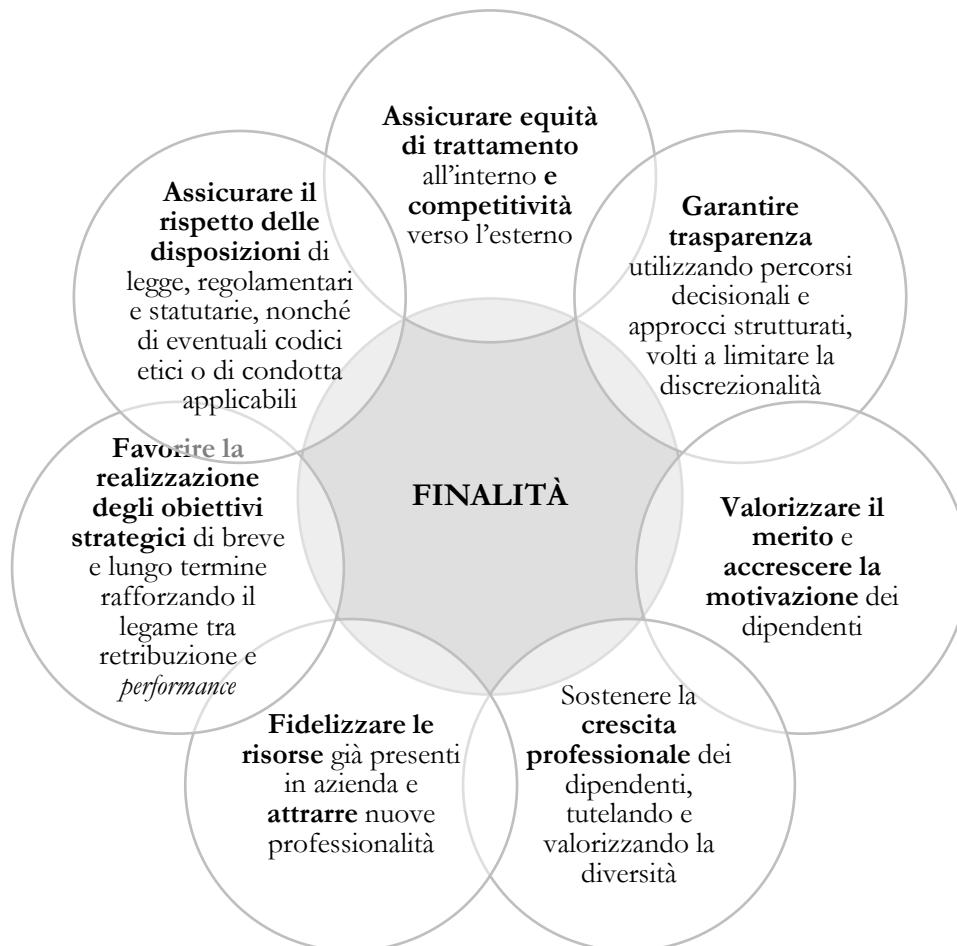 Assicurare equità
di trattamento
all'interno e
competitività
verso l'esterno
Garantire
trasparenza
utilizzando percorsi
decisionali e
approcci strutturati,
volti a limitare la
discrezionalità
Valorizzare il
merito e
accrescere la
motivazione dei
dipendenti
Sostenere la
crescita
professionale dei
dipendenti,
tutelando e
valorizzando la
diversità
Fidelizzare le
risorse già presenti
in azienda e
attrarre nuove
professionalità
Favorire la
realizzazione
degli obiettivi
strategici di breve
e lungo termine
rafforzando il
legame tra
retribuzione e
performance
Assicurare il
rispetto delle
disposizioni di
legge, regolamentari
e statutarie, nonché
di eventuali codici
etici o di condotta
applicabili
FINALITÀ